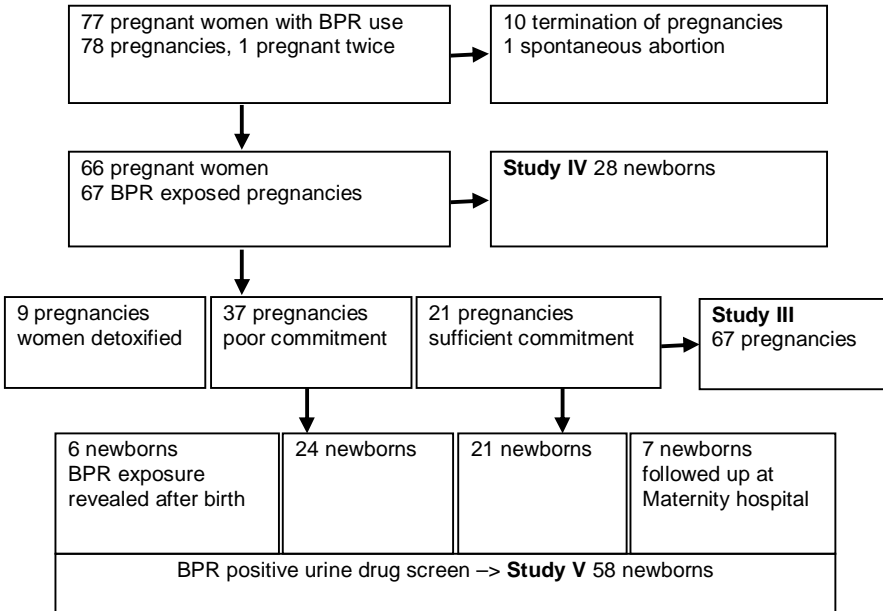 77 pregnant women with BPR use
78 pregnancies, 1 pregnant twice
10 termination of pregnancies
1 spontaneous abortion
66 pregnant women
67 BPR exposed pregnancies
Study IV 28 newborns
9 pregnancies
women detoxified
37 pregnancies
poor commitment
21 pregnancies
sufficient commitment
Study III
67 pregnancies
6 newborns
BPR exposure
revealed after birth
24 newborns
21 newborns
7 newborns
followed up at
Maternity hospital
BPR positive urine drug screen –> Study V 58 newborns